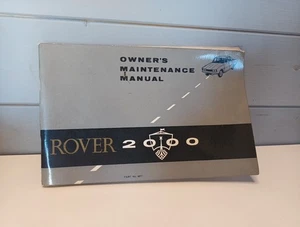 OWNER'S
MAINTENANCE
MANUAL
ROVER 2000